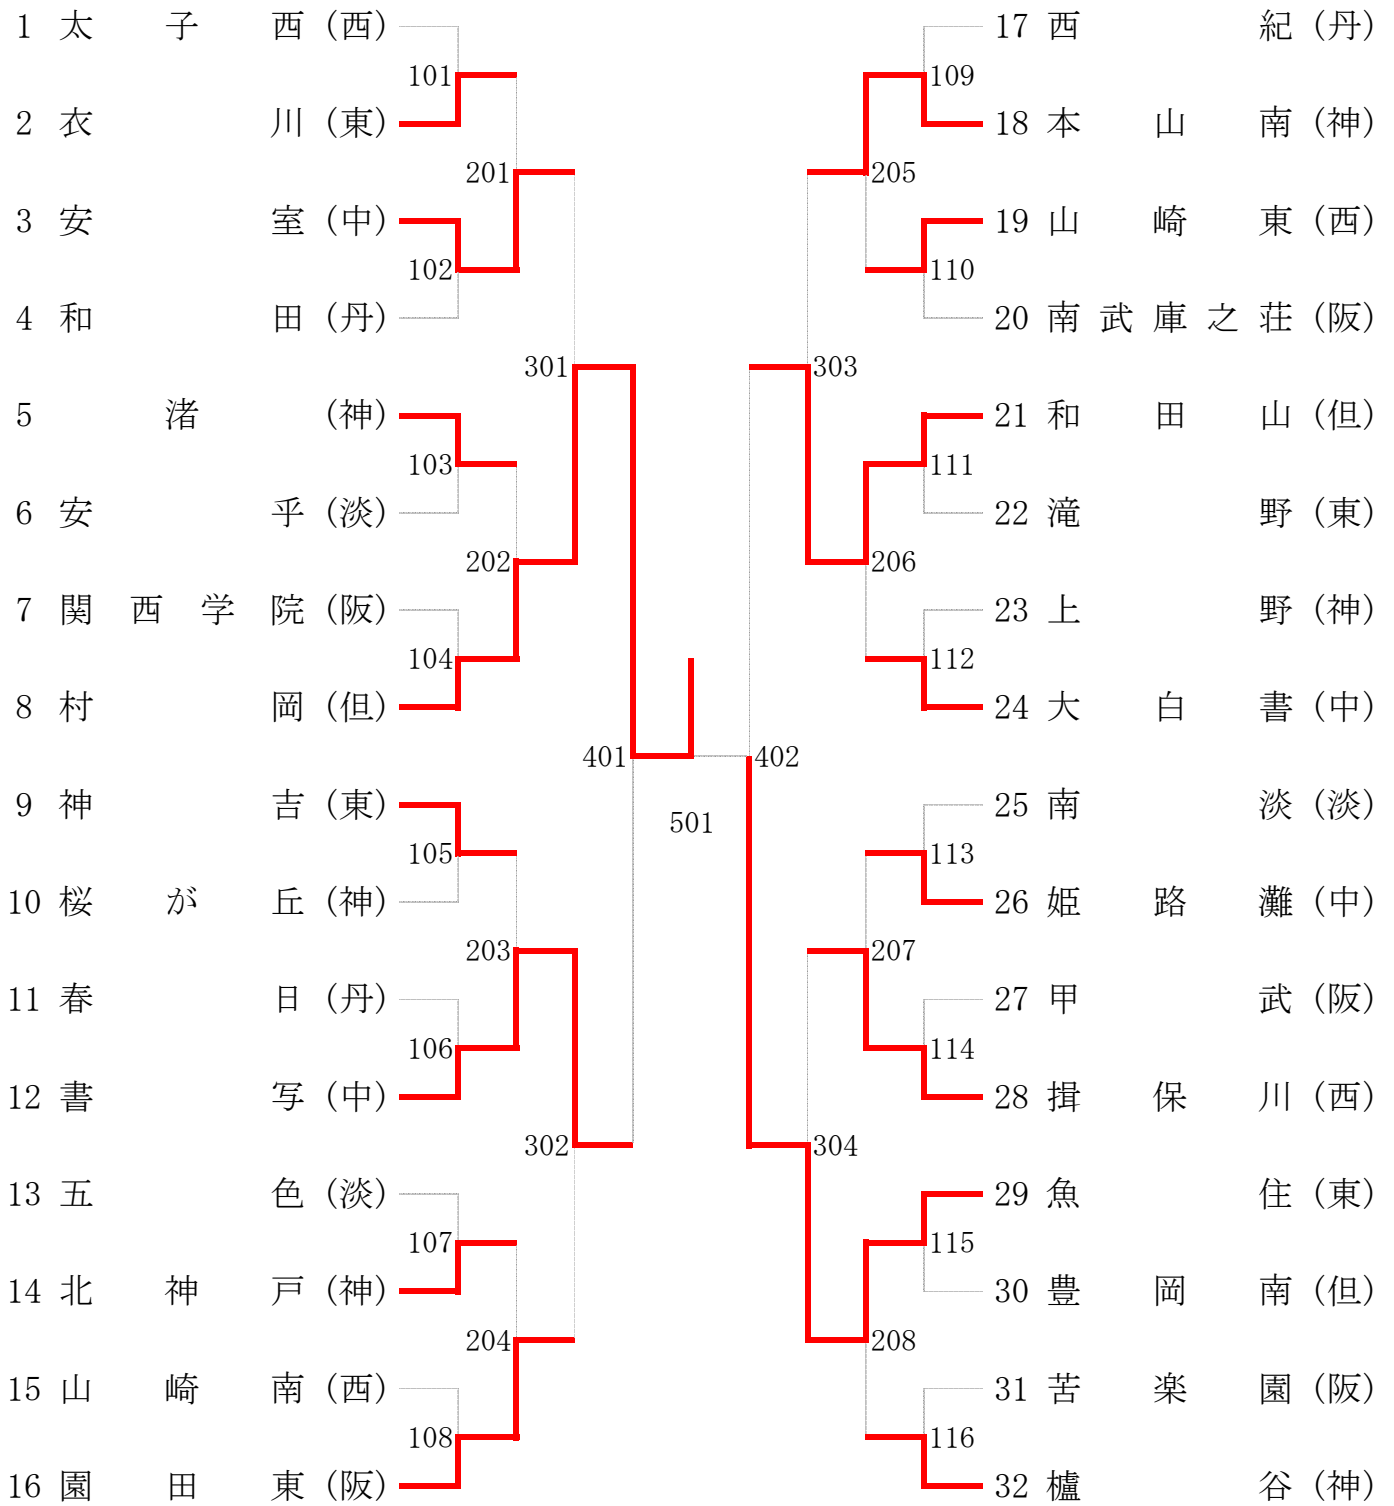 1 太子西(西)
17 西紀(丹)
101
109
2 衣川(東)
18 本山南(神)
201
205
3 安室(中)
19 山崎東(西)
102
110
4 和田(丹)
20 南武庫之荘(阪)
301
303
5 渚(神)
21 和田山(但)
103
111
6 安乎(淡)
22 滝野(東)
202
206
7 関西学院(阪)
23 上野(神)
104
112
8 村岡(但)
24 大白書(中)
401
402
9 神吉(東)
25 南淡(淡)
501
105
113
10 桜が丘(神)
26 姫路灘(中)
203
207
11 春日(丹)
27 甲武(阪)
106
114
12 書写(中)
28 揖保川(西)
302
304
13 五色(淡)
29 魚住(東)
107
115
14 北神戸(神)
30 豊岡南(但)
204
208
15 山崎南(西)
31 苦楽園(阪)
108
116
16 園田東(阪)
32 櫨谷(神)